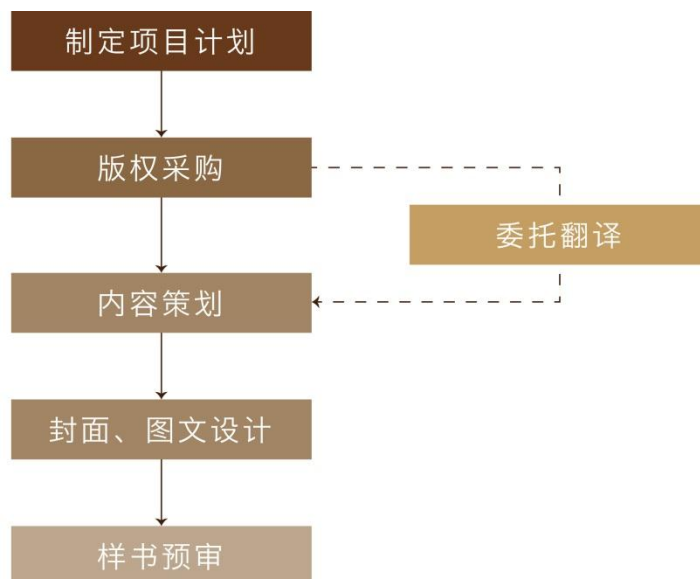 制定项目计划
版权采购
委托翻译
内容策划
封面、图文设计
样书预审